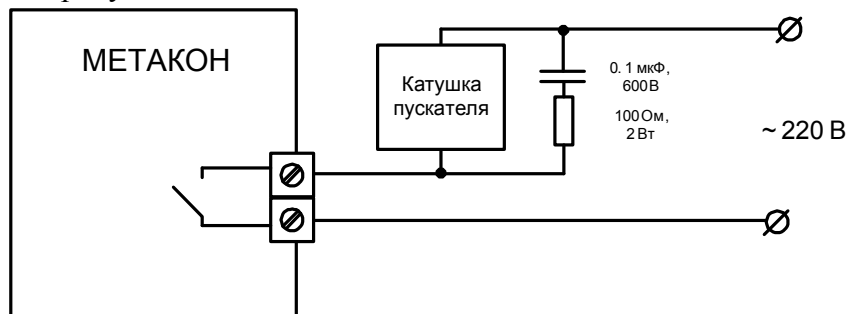 МЕТАКОН
Катушка
пускателя
0.1 мкФ,
600В
100Ом,
2Вт
~ 220 В